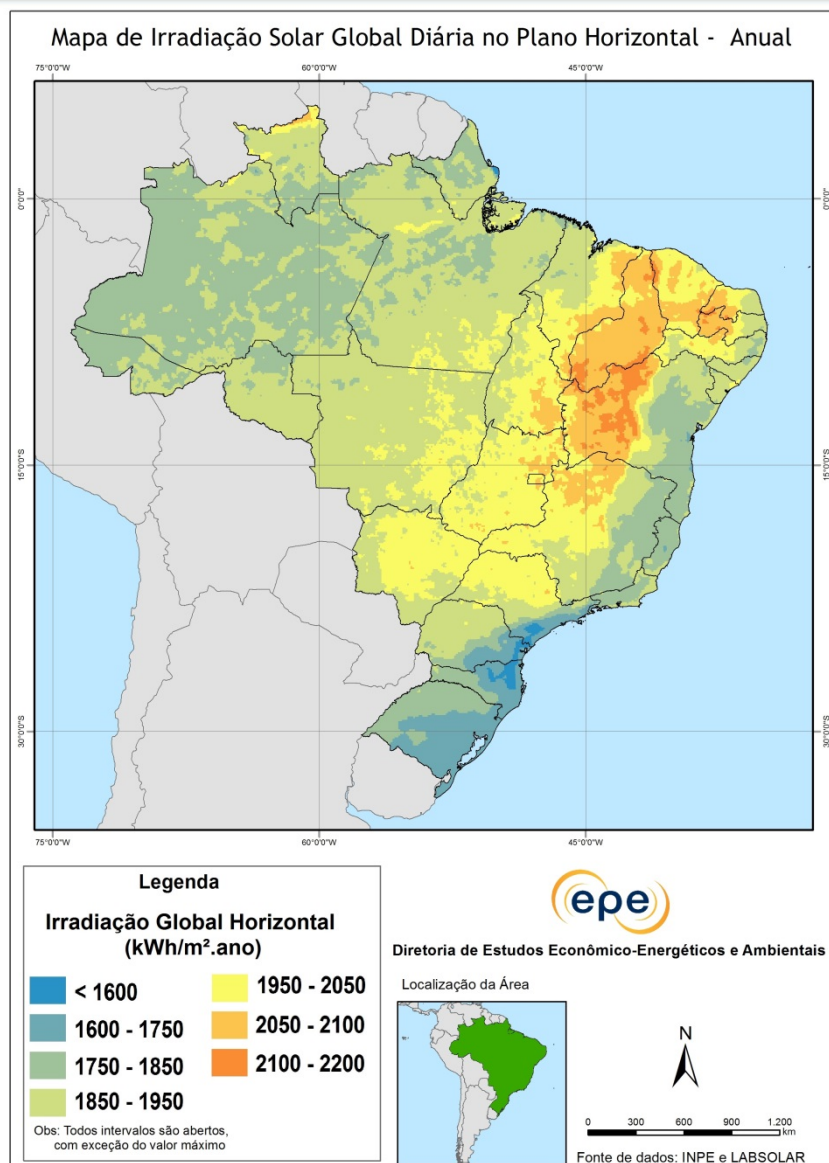 Mapa de Irradiação Solar Global Diária no Plano Horizontal - Anual
75°0'0"W 60°0'0"W 45°0'0"W
0°0'0" 0°0'0"
15°0'0"S 15°0'0"S
30°0'0"S 30°0'0"S
75°0'0"W 60°0'0"W 45°0'0"W
Legenda
Irradiação Global Horizontal
(kWh/m².ano)
< 1600
1600 - 1750
1750 - 1850
1850 - 1950
1950 - 2050
2050 - 2100
2100 - 2200
Obs: Todos intervalos são abertos,
com exceção do valor máximo
epe
Diretoria de Estudos Econômico-Energéticos e Ambientais
Localização da Área
N
0 300 600 900 1.200
km
Fonte de dados: INPE e LABSOLAR